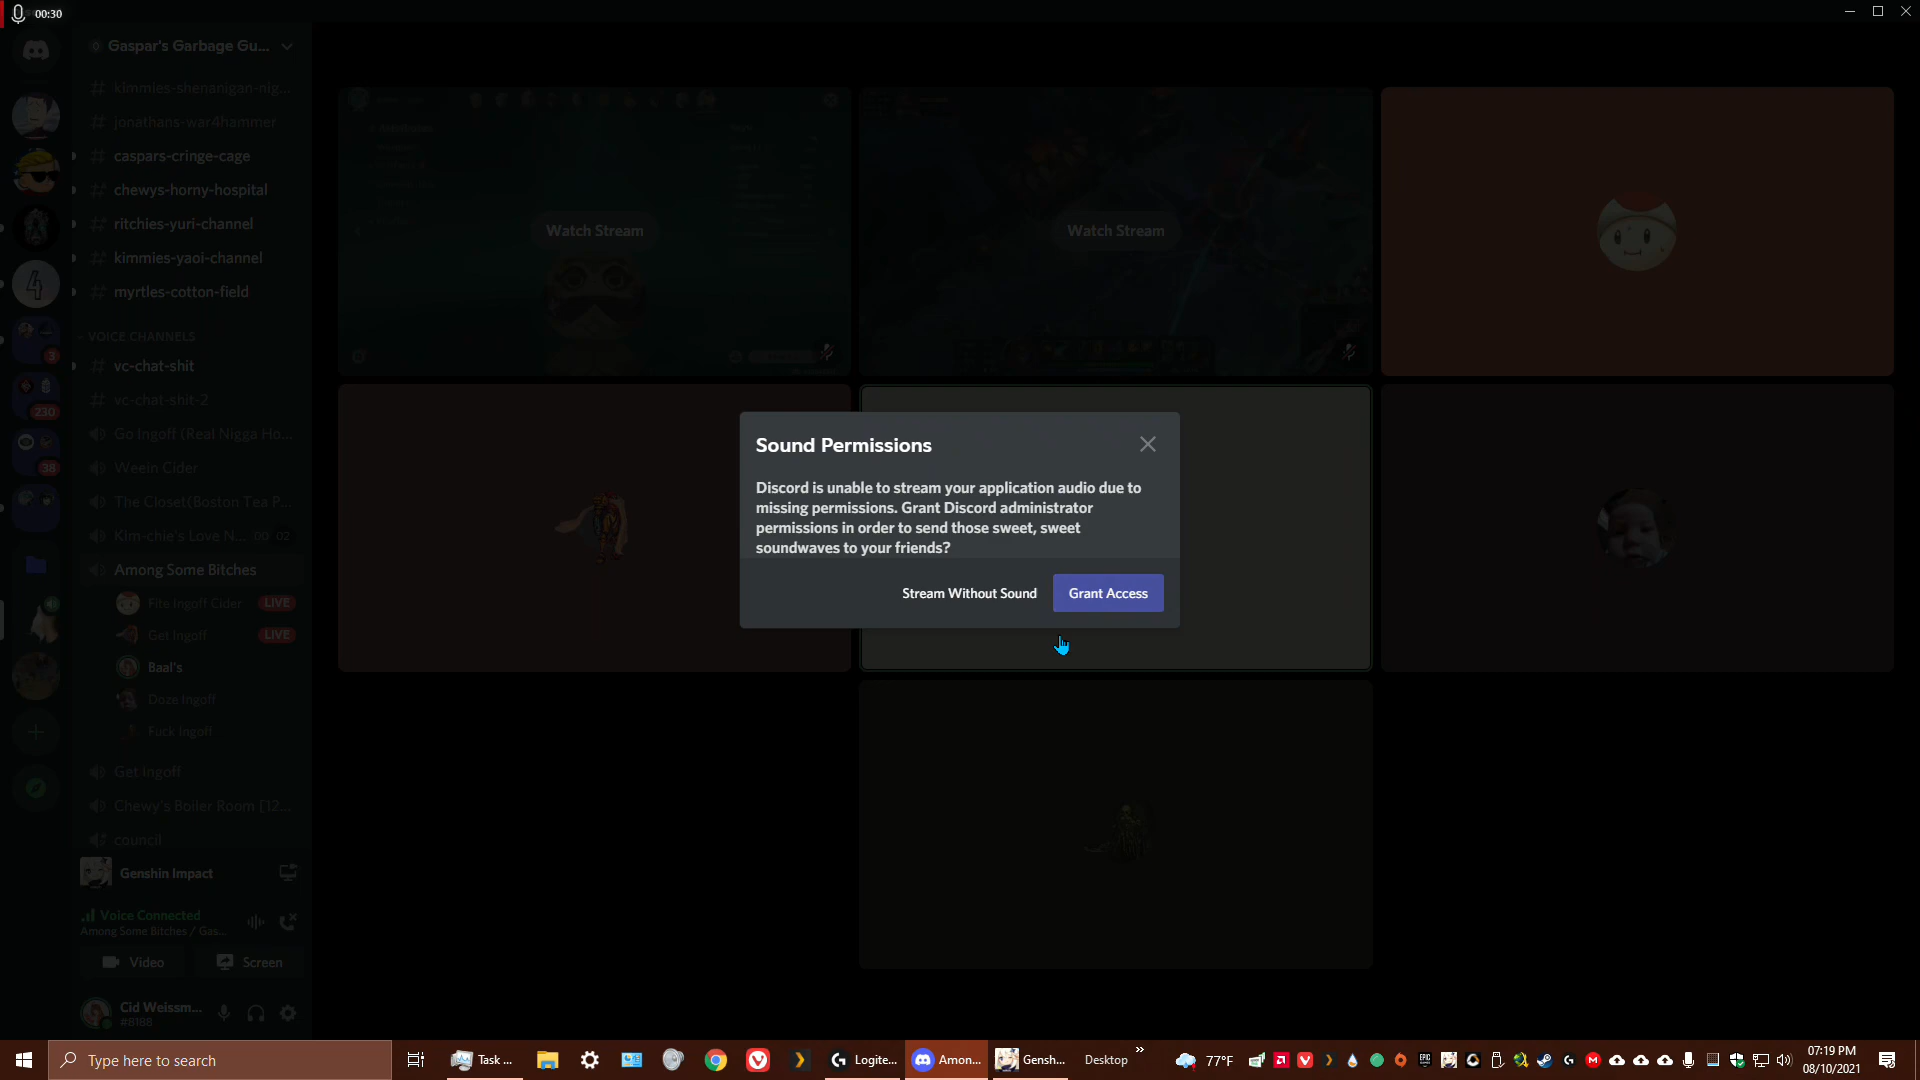 00:30
Gaspar's Garbage Gu...
kimmies-shenanigan-nig...
jonathans-war4hammer
caspars-cringe-cage
chewys-horny-hospital
ritchies-yuri-channel
kimmies-yaoi-channel
myrtles-cotton-field
VOICE CHANNELS
vc-chat-shit
vc-chat-shit-2
Go Ingoff (Real Nigga Ho...
Weein Cider
The Closet(Boston Tea P...
Kim-chie's Love N... 00 02
Among Some Bitches
Fite Ingoff Cider LIVE
Get Ingoff LIVE
Baal's
Doze Ingoff
Fuck Ingoff
Get Ingoff
Chewy's Boiler Room [12...
council
4
3
230
38
Genshin Impact
Voice Connected
Among Some Bitches / Gas...
Video Screen
Cid Weissm...
#8188
Watch Stream
Watch Stream
Sound Permissions
Discord is unable to stream your application audio due to
missing permissions. Grant Discord administrator
permissions in order to send those sweet, sweet
soundwaves to your friends?
Stream Without Sound Grant Access
Type here to search
Task ...
Logite...
Amon...
Gensh...
Desktop
77°F
07:19 PM
08/10/2021